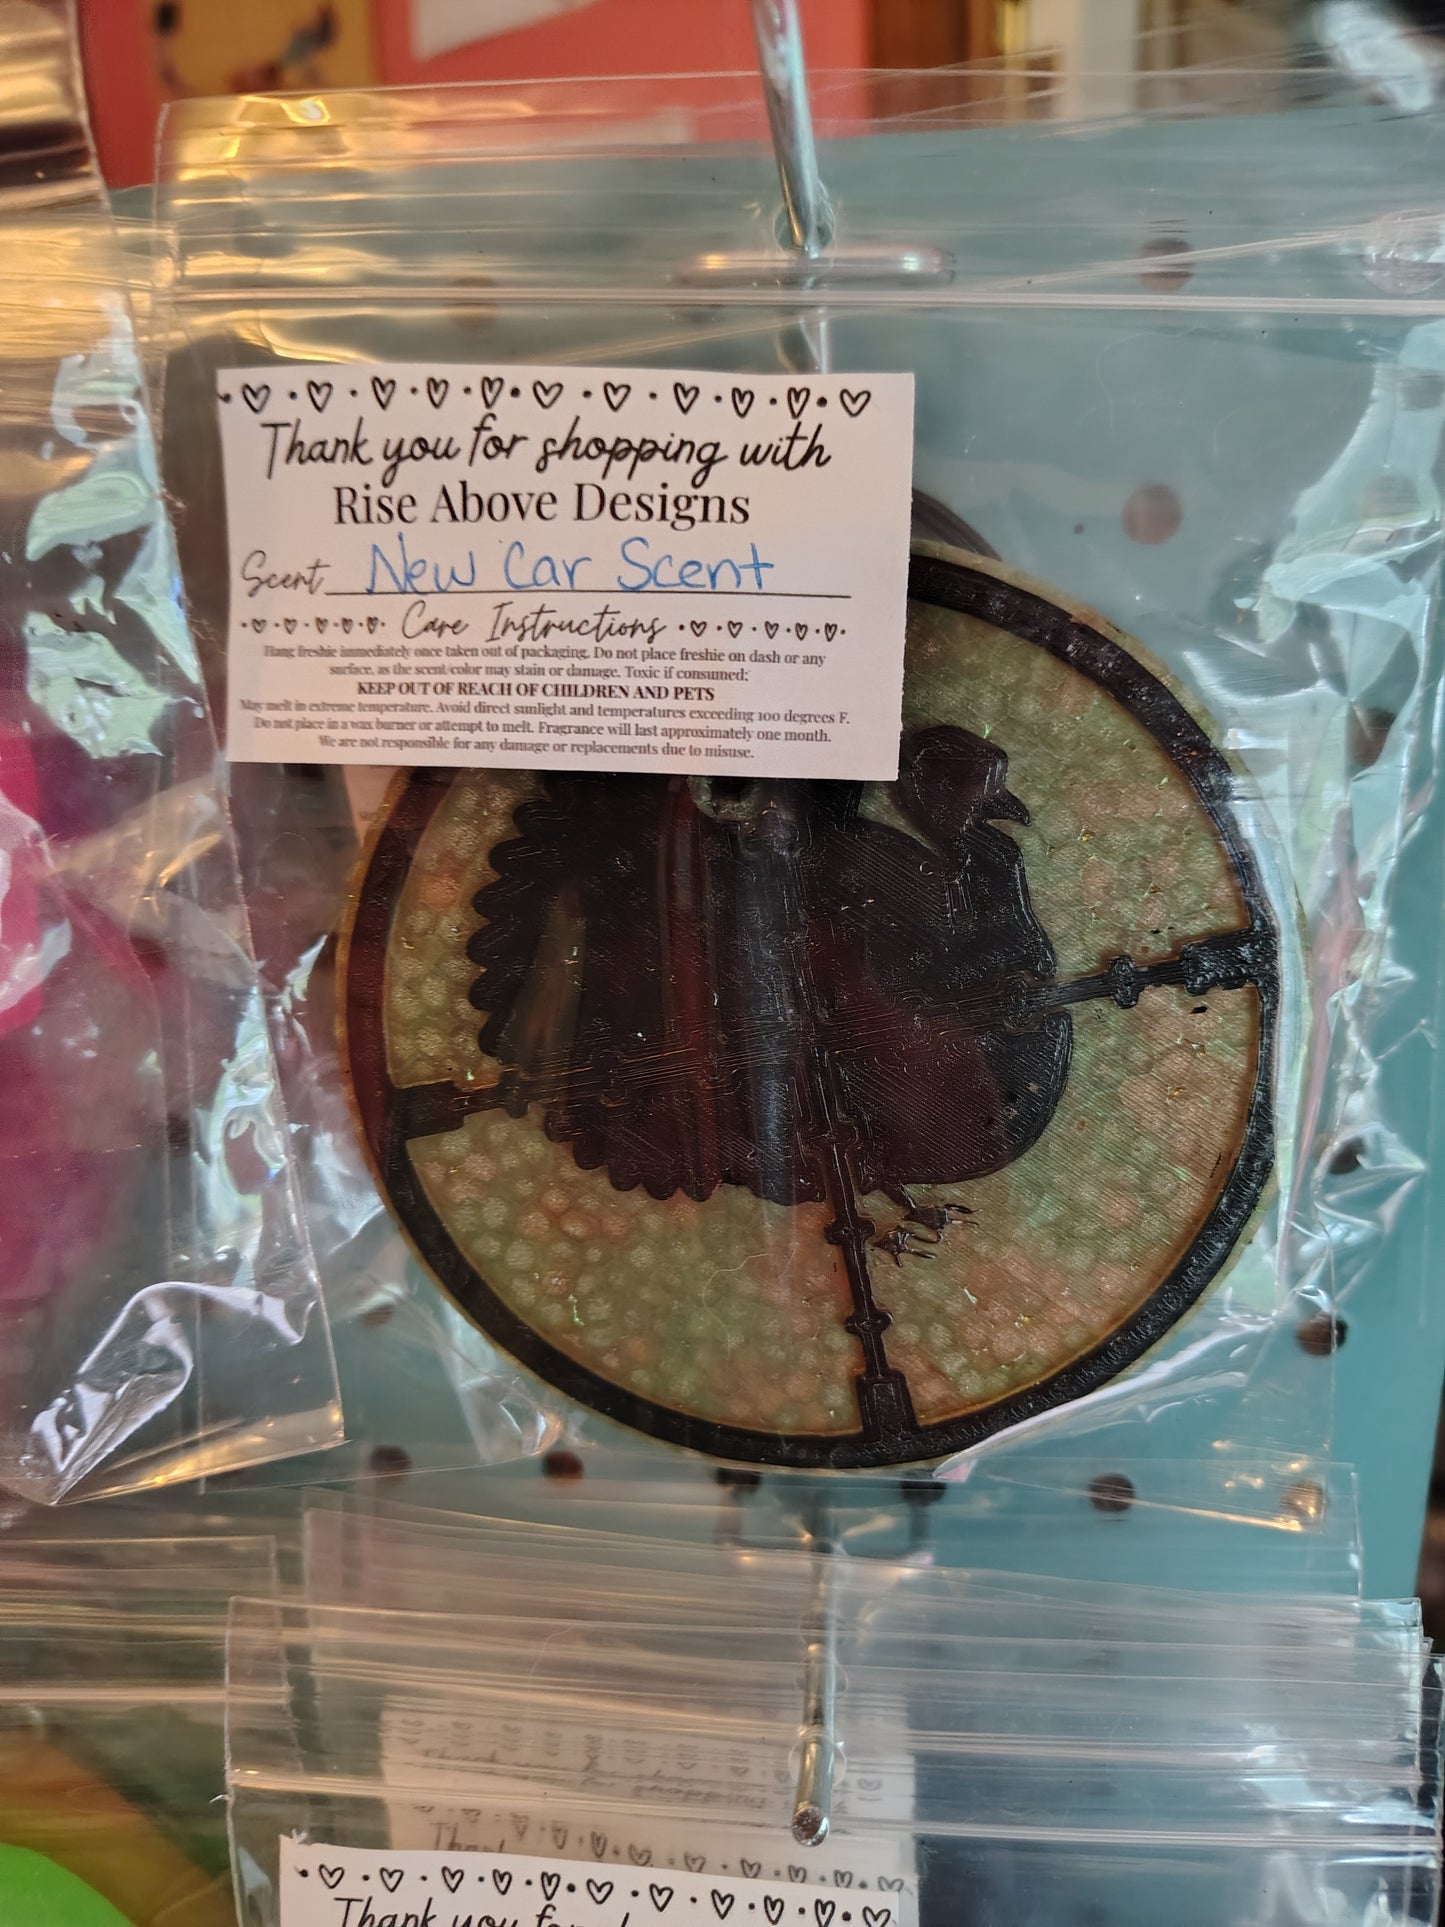 Thank you for shopping with
Rise Above Designs
Scent New Car Scent
Care Instructions
Hang freshie immediately once taken out of packaging. Do not place freshie on dash or any
surface, as the scent/color may stain or damage. Toxic if consumed;
KEEP OUT OF REACH OF CHILDREN AND PETS
May melt in extreme temperature. Avoid direct sunlight and temperatures exceeding 100 degrees F.
Do not place in a wax burner or attempt to melt. Fragrance will last approximately one month.
We are not responsible for any damage or replacements due to misuse.
Thank you for